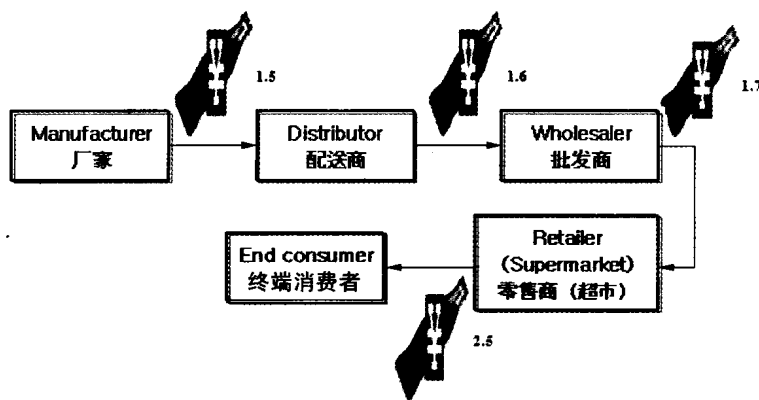 1.5
1.6
1.7
Manufacturer
厂家
Distributor
配送商
Wholesaler
批发商
Retailer
（Supermarket）
零售商（超市）
End consumer
终端消费者
2.5